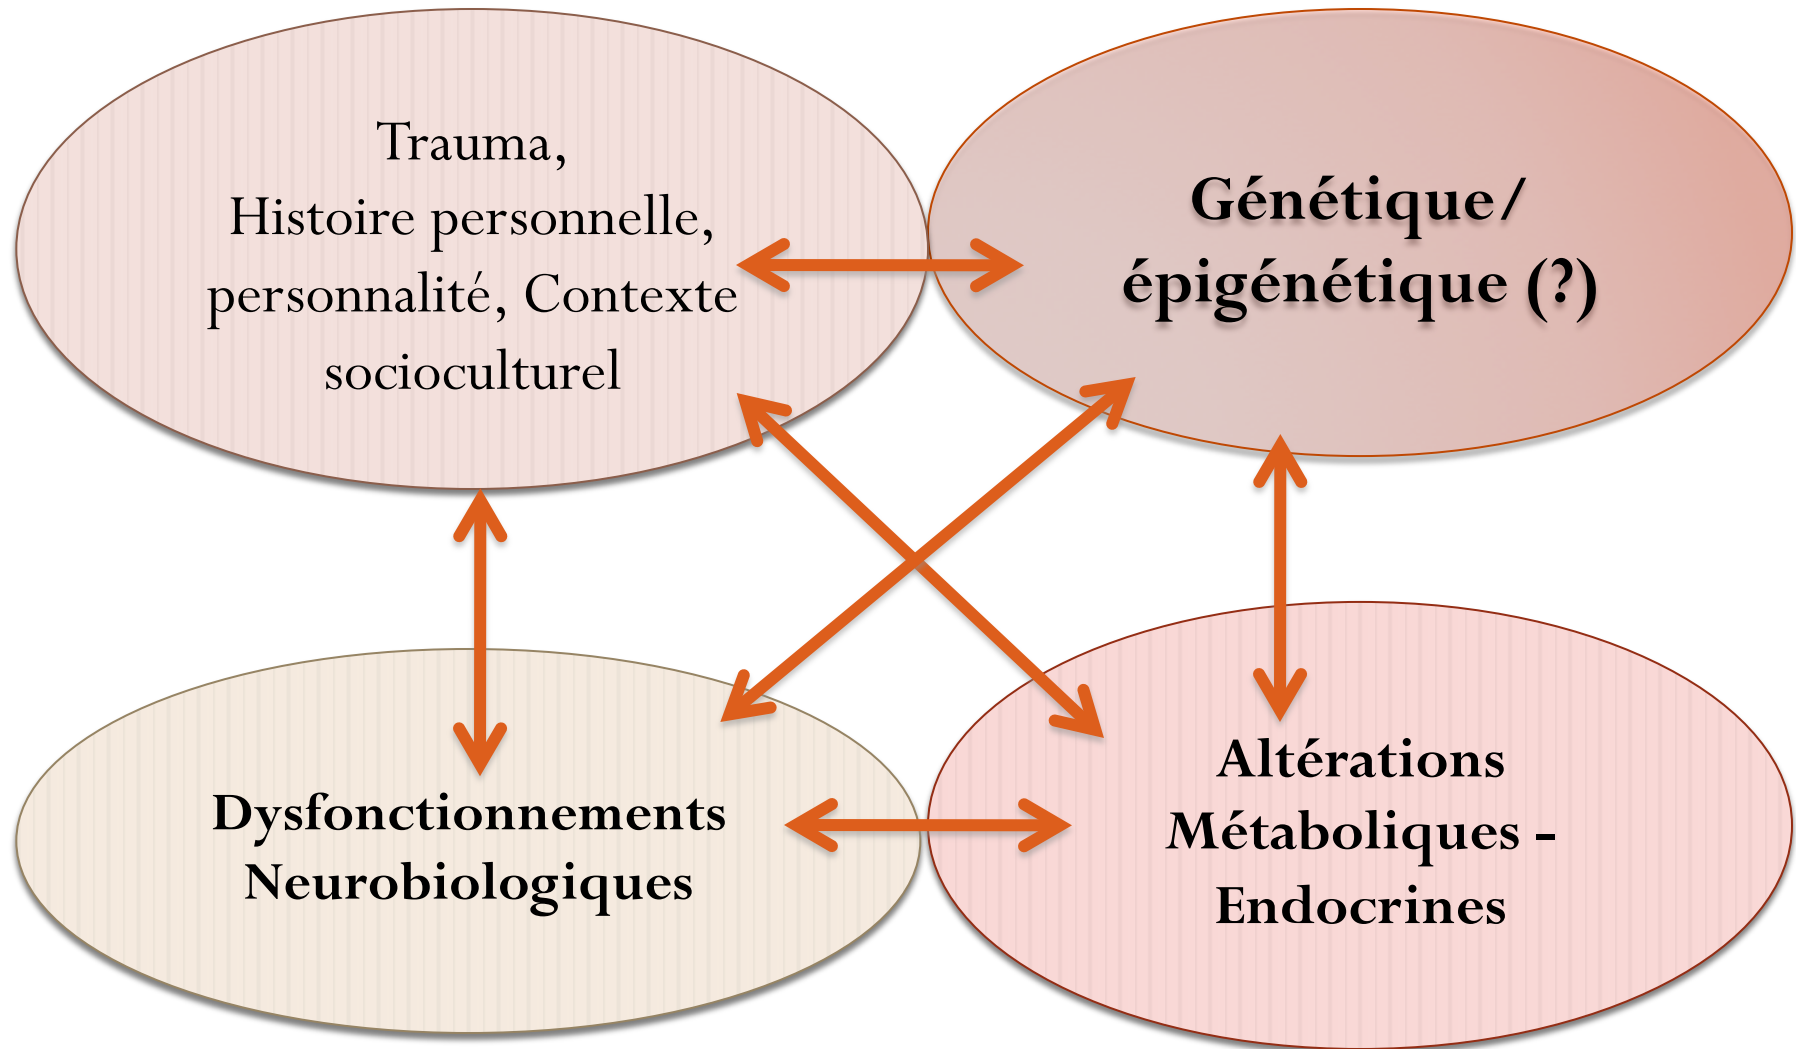 Trauma,
Histoire personnelle,
personnalité, Contexte
socioculturel
Génétique/
épigénétique (?)
Dysfonctionnements
Neurobiologiques
Altérations
Métaboliques -
Endocrines